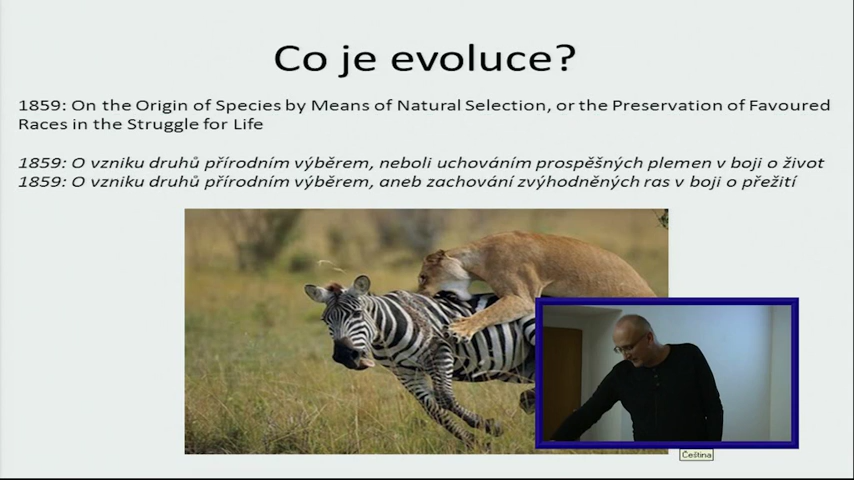 Co je evoluce?
1859: On the Origin of Species by Means of Natural Selection, or the Preservation of Favoured
Races in the Struggle for Life
1859: O vzniku druhů přírodním výběrem, neboli uchováním prospěšných plemen v boji o život
1859: O vzniku druhů přírodním výběrem, aneb zachování zvýhodněných ras v boji o přežití
Čeština